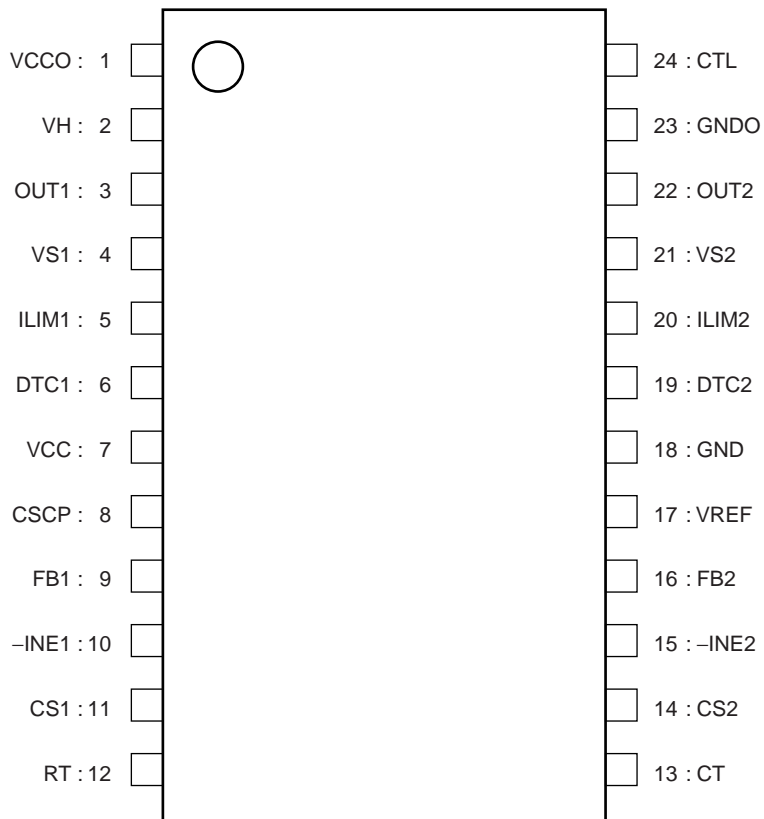 VCCO : 1
VH : 2
OUT1 : 3
VS1 : 4
ILIM1 : 5
DTC1 : 6
VCC : 7
CSCP : 8
FB1 : 9
−INE1 : 10
CS1 : 11
RT : 12
24 : CTL
23 : GNDO
22 : OUT2
21 : VS2
20 : ILIM2
19 : DTC2
18 : GND
17 : VREF
16 : FB2
15 : −INE2
14 : CS2
13 : CT